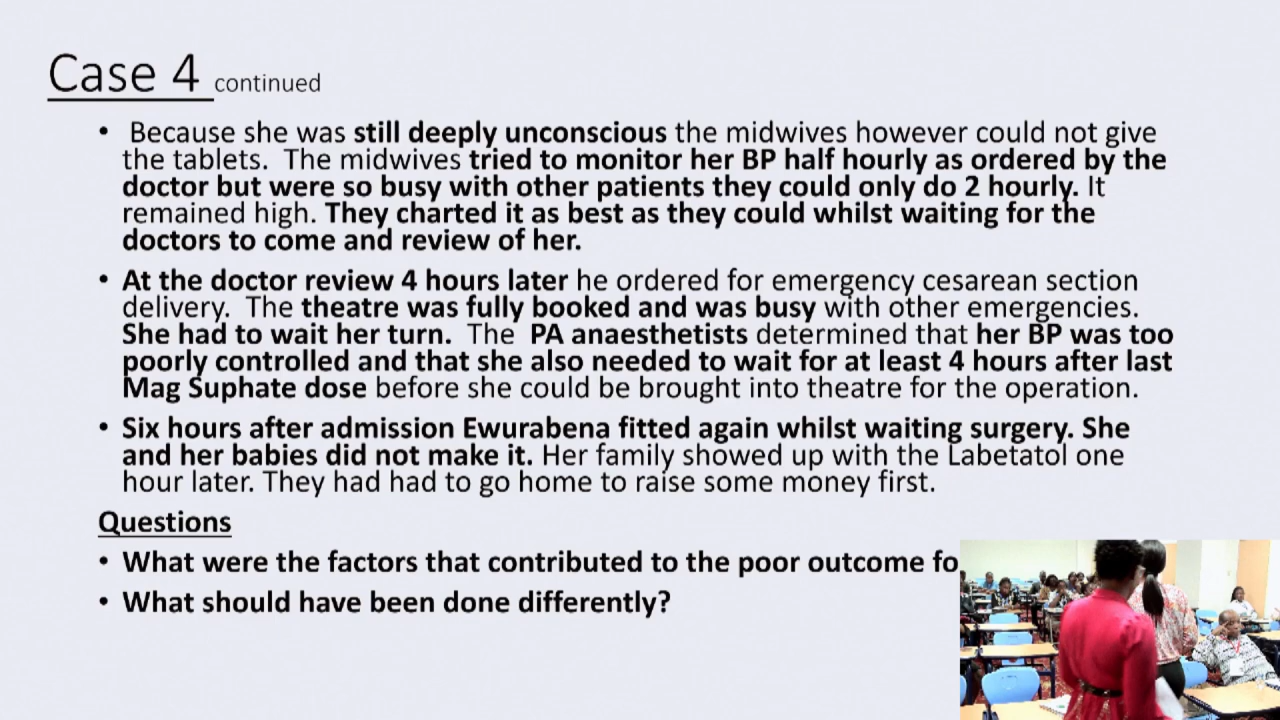 Case 4 continued
• Because she was still deeply unconscious the midwives however could not give
the tablets. The midwives tried to monitor her BP half hourly as ordered by the
doctor but were so busy with other patients they could only do 2 hourly. It
remained high. They charted it as best as they could whilst waiting for the
doctors to come and review of her.
• At the doctor review 4 hours later he ordered for emergency cesarean section
delivery. The theatre was fully booked and was busy with other emergencies.
She had to wait her turn. The PA anaesthetists determined that her BP was too
poorly controlled and that she also needed to wait for at least 4 hours after last
Mag Suphate dose before she could be brought into theatre for the operation.
• Six hours after admission Ewurabena fitted again whilst waiting surgery. She
and her babies did not make it. Her family showed up with the Labetatol one
hour later. They had had to go home to raise some money first.
Questions
• What were the factors that contributed to the poor outcome fo
• What should have been done differently?